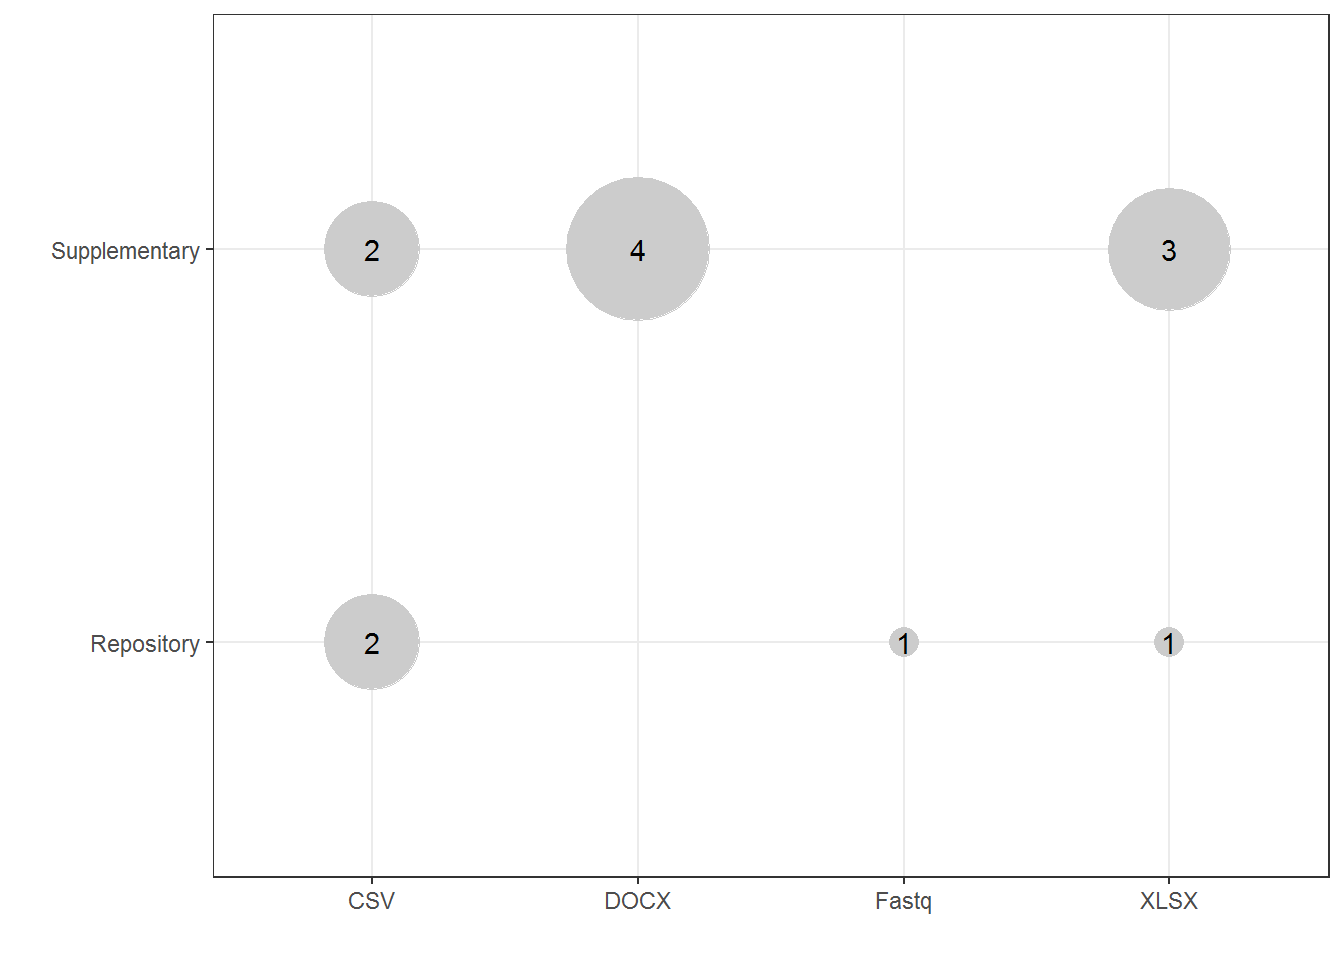 Supplementary
2
4
3
Repository
2
1
1
CSV
DOCX
Fastq
XLSX